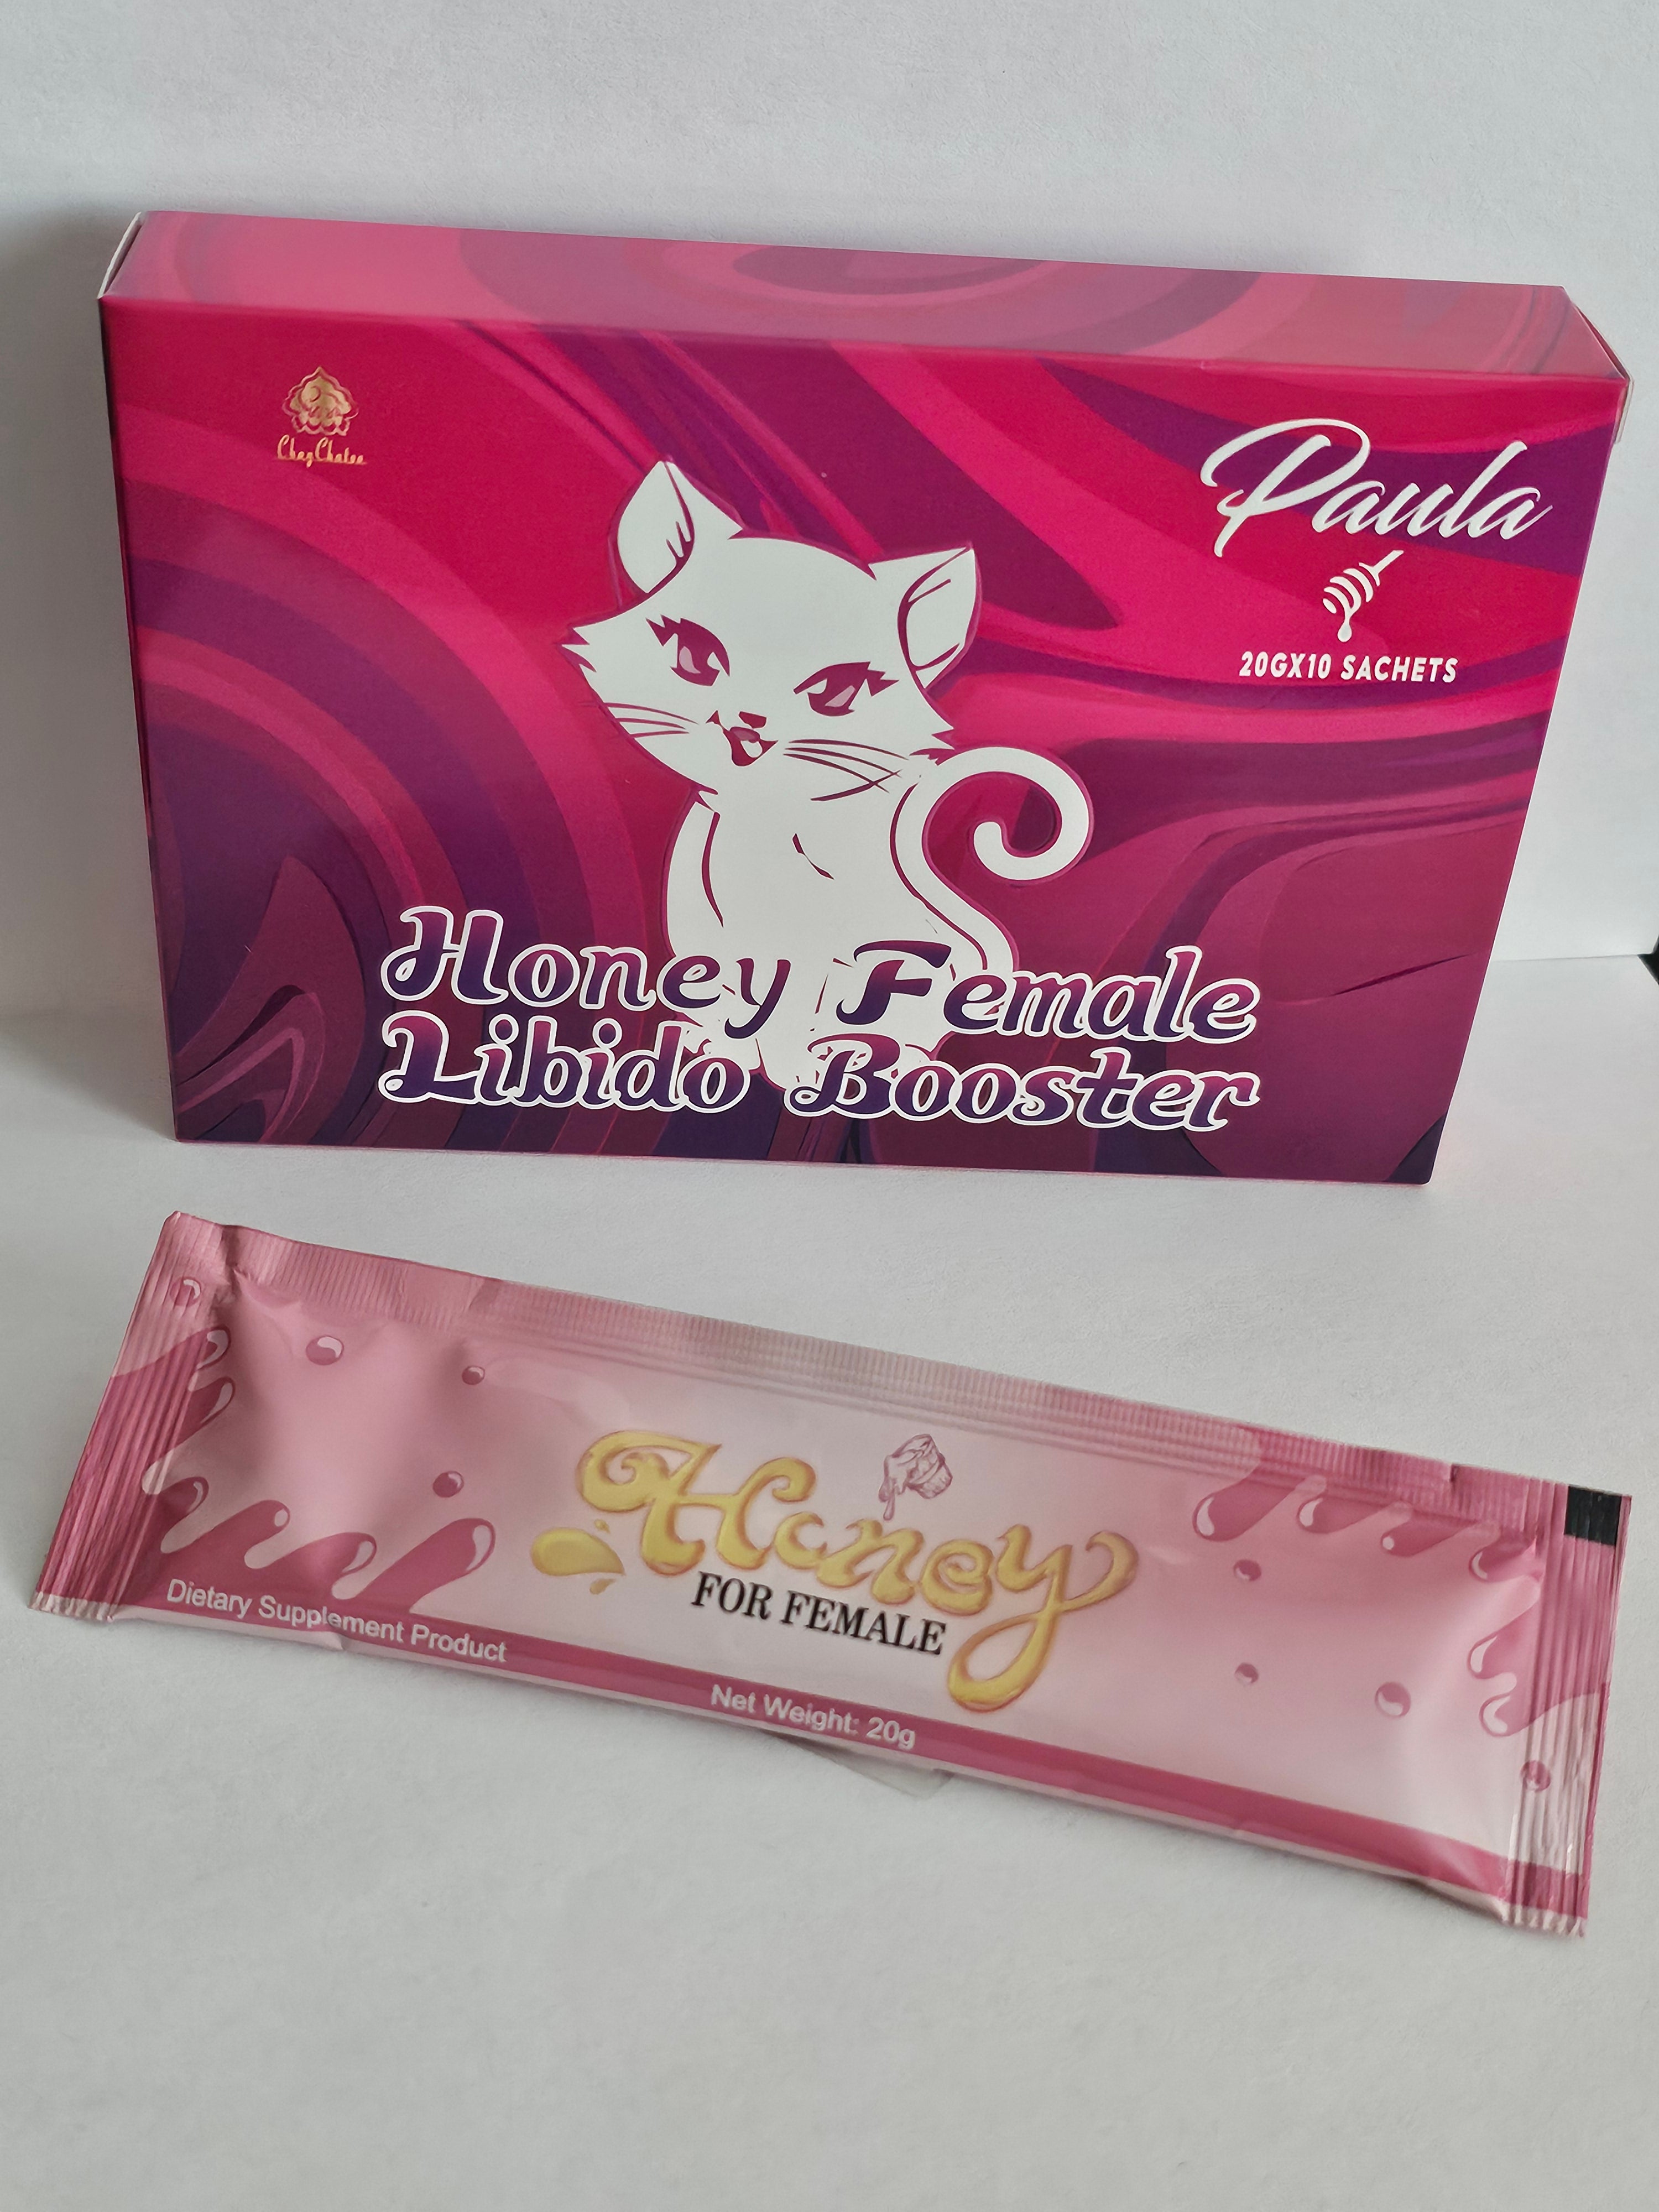 Paula
20GX10 SACHETS
Honey Female
Libido Booster
Honey
FOR FEMALE
Dietary Supplement Product
Net Weight: 20g